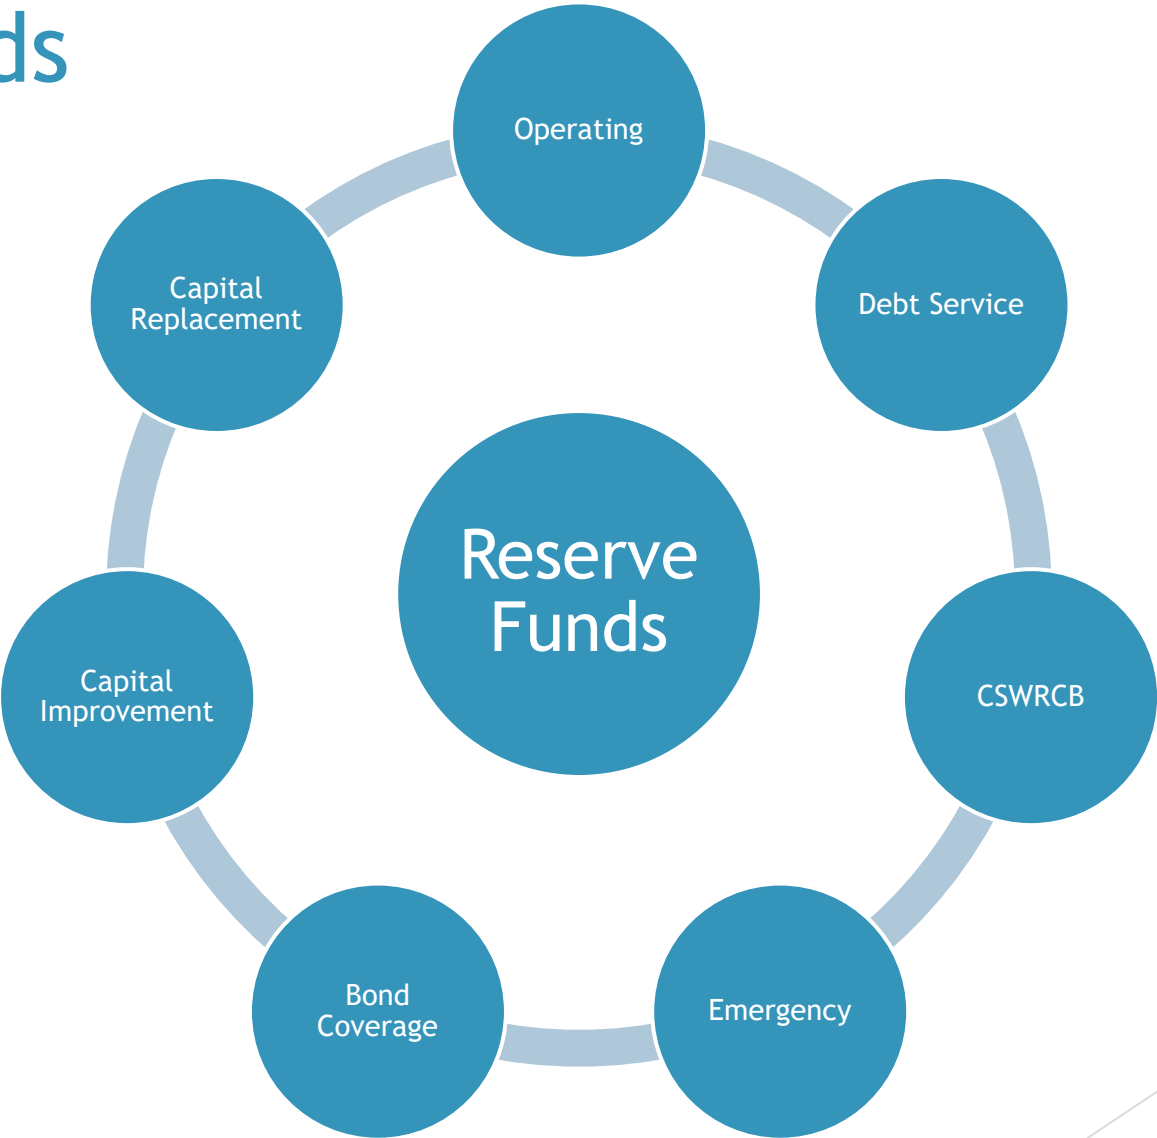 ds
Operating
Debt Service
CSWRCB
Emergency
Bond
Coverage
Capital
Improvement
Capital
Replacement
Reserve
Funds